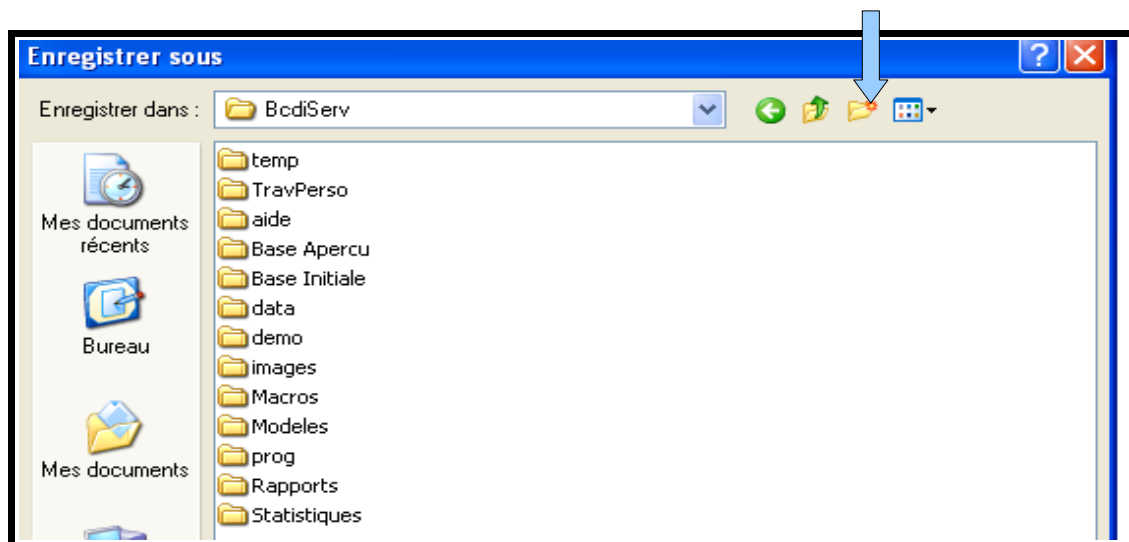 Enregistrer sous
Enregistrer dans :
BcdiServ
Mes documents
récents
Bureau
Mes documents
temp
TravPerso
aide
Base Apercu
Base Initiale
data
demo
images
Macros
Modeles
prog
Rapports
Statistiques